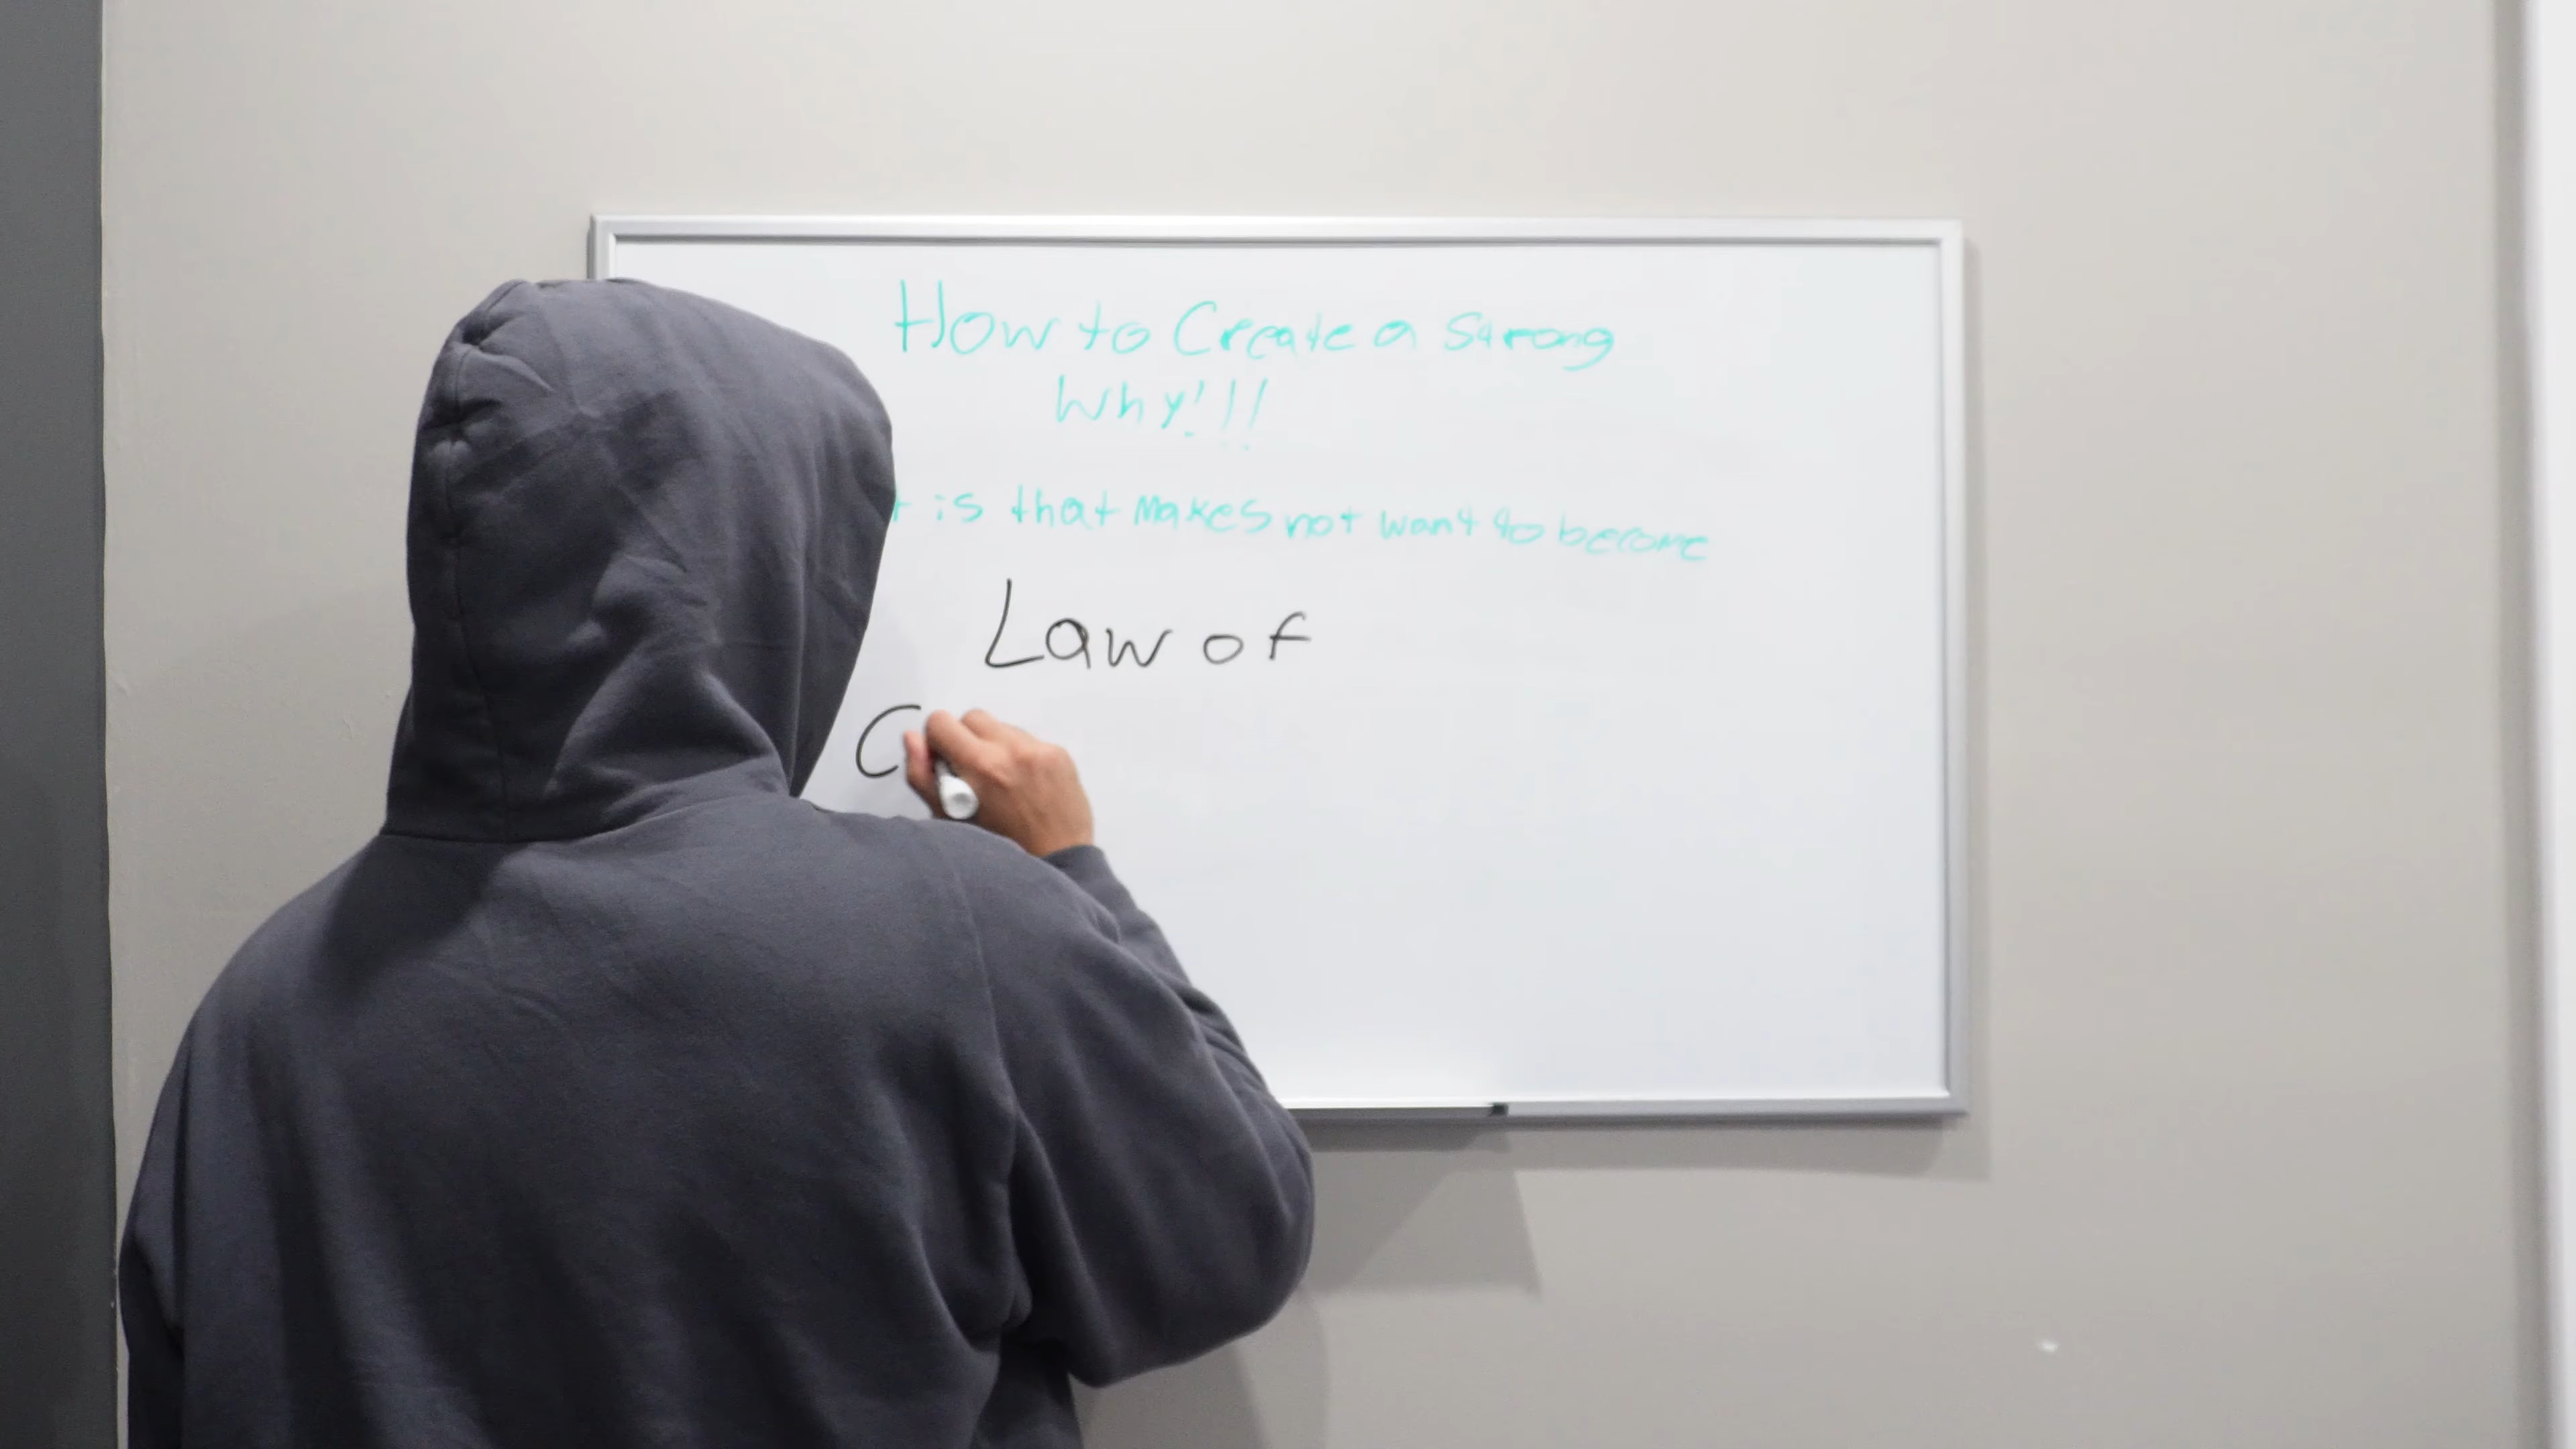 How to Create a Strong
Why!!!
is that makes not want to become
Law of
C